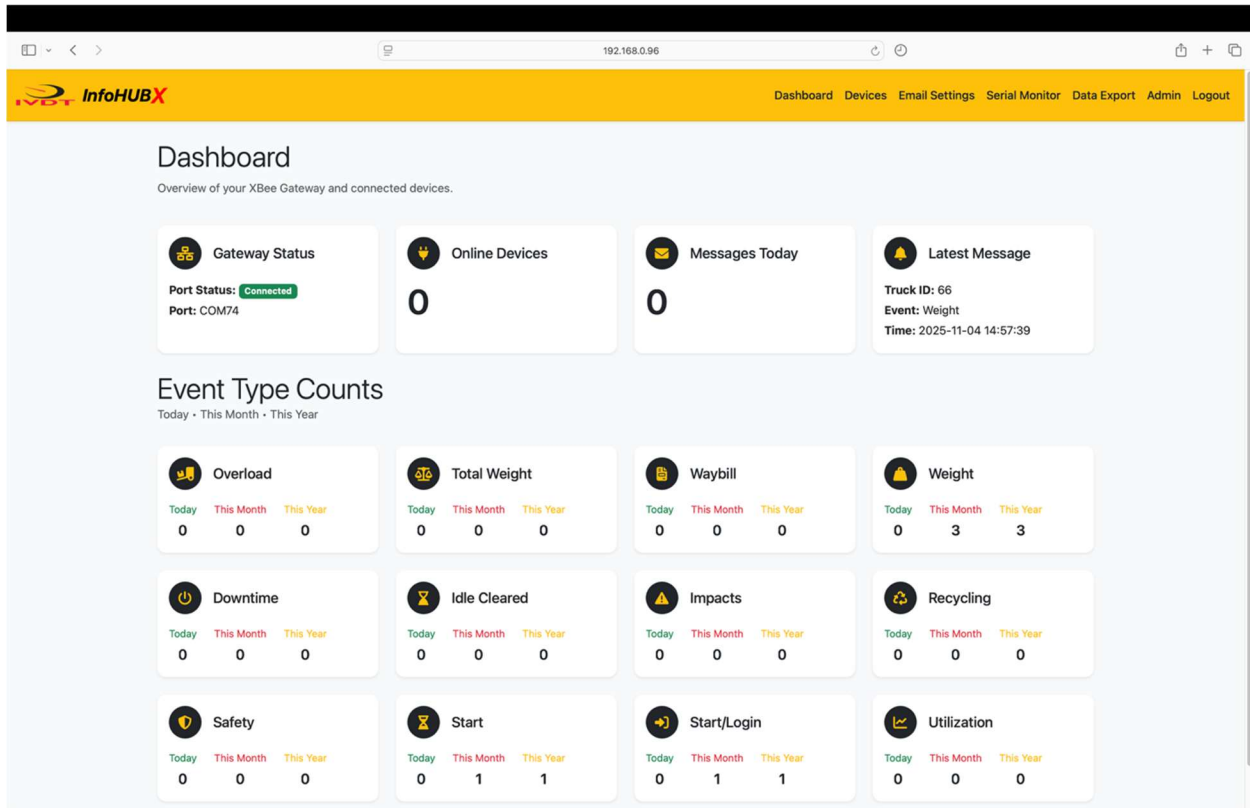 192.168.0.96
IVDT InfoHUBX
Dashboard Devices Email Settings Serial Monitor Data Export Admin Logout
Dashboard
Overview of your XBee Gateway and connected devices.
Gateway Status
Port Status: Connected
Port: COM74
Online Devices
0
Messages Today
0
Latest Message
Truck ID: 66
Event: Weight
Time: 2025-11-04 14:57:39
Event Type Counts
Today • This Month • This Year
Overload
Today This Month This Year
0 0 0
Total Weight
Today This Month This Year
0 0 0
Waybill
Today This Month This Year
0 0 0
Weight
Today This Month This Year
0 3 3
Downtime
Today This Month This Year
0 0 0
Idle Cleared
Today This Month This Year
0 0 0
Impacts
Today This Month This Year
0 0 0
Recycling
Today This Month This Year
0 0 0
Safety
Today This Month This Year
0 0 0
Start
Today This Month This Year
0 1 1
Start/Login
Today This Month This Year
0 1 1
Utilization
Today This Month This Year
0 0 0